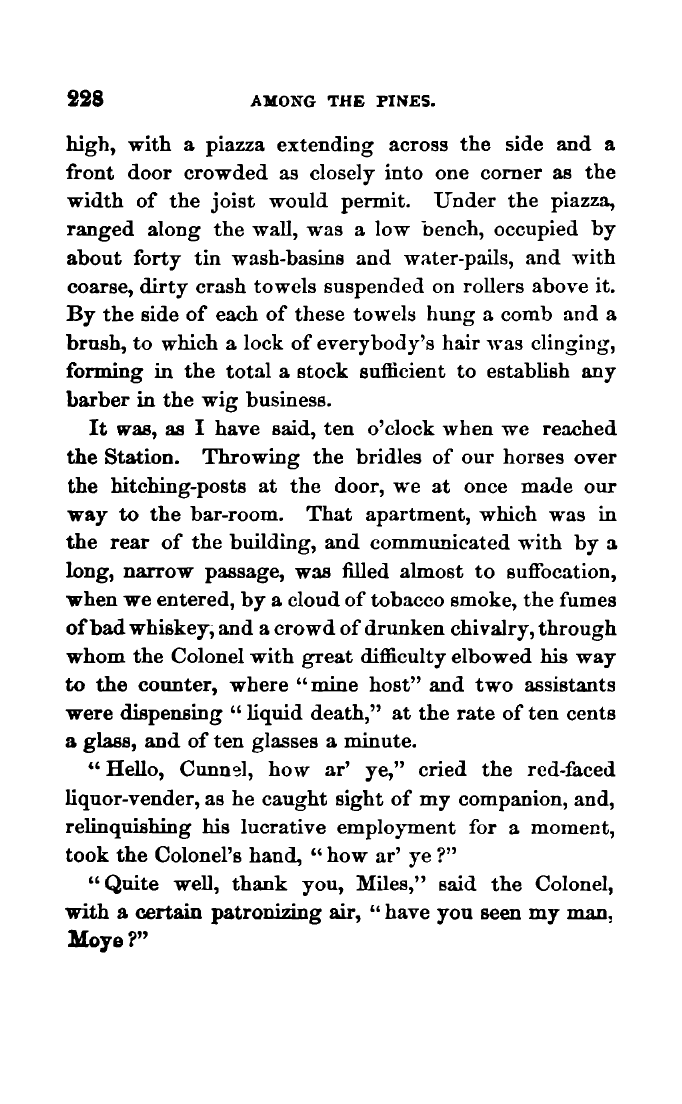 228 AMONG THE PINES.
high, with a piazza extending across the side and a
front door crowded as closely into one corner as the
width of the joist would permit. Under the piazza,
ranged along the wall, was a low bench, occupied by
about forty tin wash-basins and water-pails, and with
coarse, dirty crash towels suspended on rollers above it.
By the side of each of these towels hung a comb and a
brush, to which a lock of everybody's hair was clinging,
forming in the total a stock sufficient to establish any
barber in the wig business.
It was, as I have said, ten o'clock when we reached
the Station. Throwing the bridles of our horses over
the hitching-posts at the door, we at once made our
way to the bar-room. That apartment, which was in
the rear of the building, and communicated with by a
long, narrow passage, was filled almost to suffocation,
when we entered, by a cloud of tobacco smoke, the fumes
of bad whiskey, and a crowd of drunken chivalry, through
whom the Colonel with great difficulty elbowed his way
to the counter, where "mine host" and two assistants
were dispensing "liquid death," at the rate of ten cents
a glass, and of ten glasses a minute.
"Hello, Cunnel, how ar' ye," cried the red-faced
liquor-vender, as he caught sight of my companion, and,
relinquishing his lucrative employment for a moment,
took the Colonel's hand, "how ar' ye?"
"Quite well, thank you, Miles," said the Colonel,
with a certain patronizing air, "have you seen my man,
Moye?"